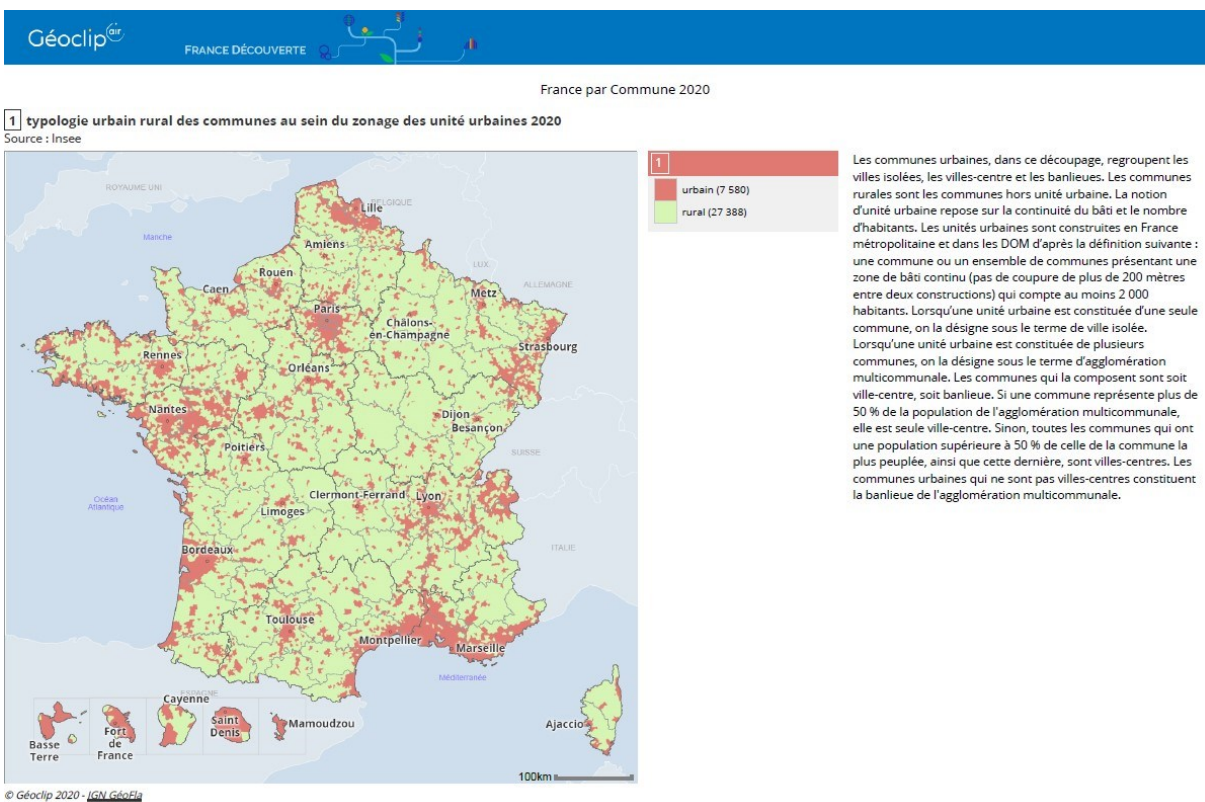 Géoclip air
FRANCE DÉCOUVERTE
France par Commune 2020
1 typologie urbain rural des communes au sein du zonage des unité urbaines 2020
Source : Insee
ROYAUME UNI
BELGIQUE
Lille
Manche
Amiens
LUX
Rouen
ALLEMAGNE
Caen
Metz
Paris
Châlons-
en-Champagne
Strasbourg
Rennes
Orléans
Nantes
Dijon
Besançon
Poitiers
SUISSE
Clermont-Ferrand
Lyon
Océan
Atlantique
Limoges
Bordeaux
ITALIE
Toulouse
Montpellier
Marseille
Méditerranée
ESPAGNE
Cayenne
Saint
Denis
Mamoudzou
Fort
de
France
Basse
Terre
Ajaccio
100km
1
urbain (7 580)
rural (27 388)
Les communes urbaines, dans ce découpage, regroupent les
villes isolées, les villes-centre et les banlieues. Les communes
rurales sont les communes hors unité urbaine. La notion
d'unité urbaine repose sur la continuité du bâti et le nombre
d'habitants. Les unités urbaines sont construites en France
métropolitaine et dans les DOM d'après la définition suivante :
une commune ou un ensemble de communes présentant une
zone de bâti continu (pas de coupure de plus de 200 mètres
entre deux constructions) qui compte au moins 2 000
habitants. Lorsqu'une unité urbaine est constituée d'une seule
commune, on la désigne sous le terme de ville isolée.
Lorsqu'une unité urbaine est constituée de plusieurs
communes, on la désigne sous le terme d'agglomération
multicommunale. Les communes qui la composent sont soit
ville-centre, soit banlieue. Si une commune représente plus de
50 % de la population de l'agglomération multicommunale,
elle est seule ville-centre. Sinon, toutes les communes qui ont
une population supérieure à 50 % de celle de la commune la
plus peuplée, ainsi que cette dernière, sont villes-centres. Les
communes urbaines qui ne sont pas villes-centres constituent
la banlieue de l'agglomération multicommunale.
© Géoclip 2020 - IGN GéoFla